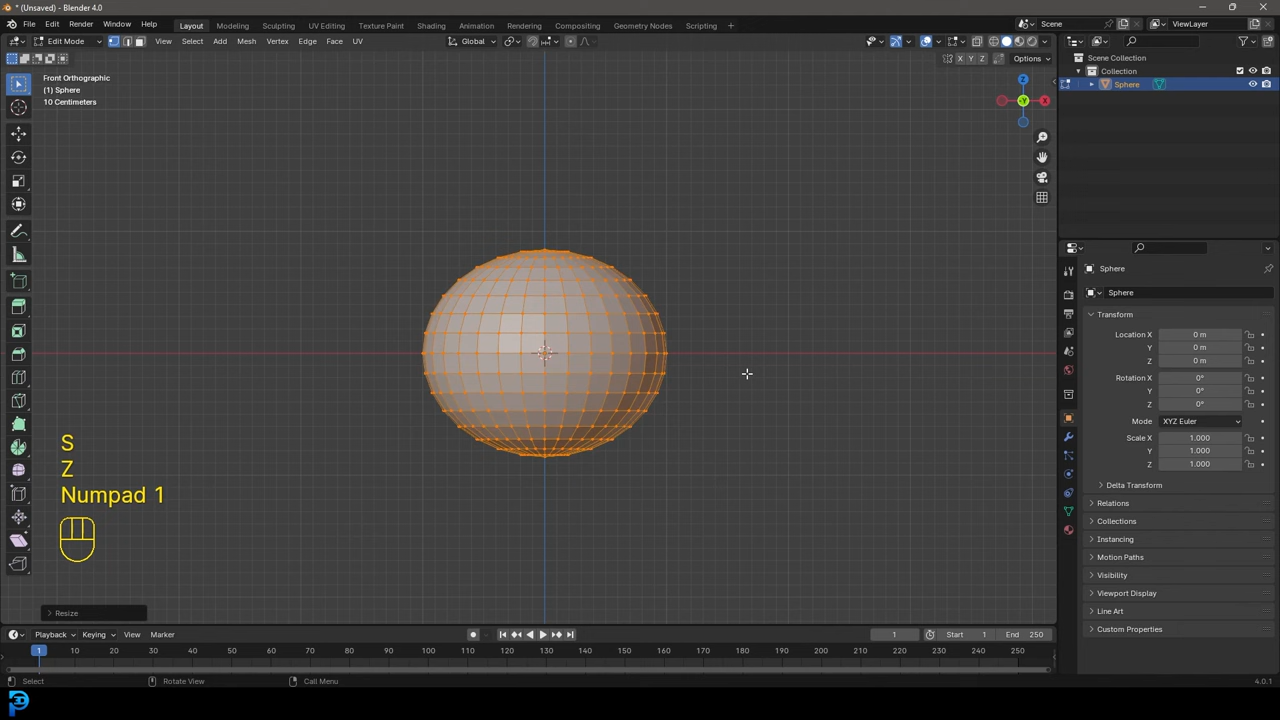 * (Unsaved) - Blender 4.0
File Edit Render Window Help Layout Modeling Sculpting UV Editing Texture Paint Shading Animation Rendering Compositing Geometry Nodes Scripting Scene ViewLayer
Edit Mode View Select Add Mesh Vertex Edge Face UV Global
X Y Z Options
Front Orthographic
(1) Sphere
10 Centimeters
Z
-Y
X
Scene Collection
Collection
Sphere
Sphere
Sphere
Transform
Location X 0 m
Y 0 m
Z 0 m
Rotation X 0°
Y 0°
Z 0°
Mode XYZ Euler
Scale X 1.000
Y 1.000
Z 1.000
Delta Transform
Relations
Collections
Instancing
Motion Paths
Visibility
Viewport Display
Line Art
Custom Properties
S
Z
Numpad 1
Resize
Playback Keying View Marker 1 Start 1 End 250
1 10 20 30 40 50 60 70 80 90 100 110 120 130 140 150 160 170 180 190 200 210 220 230 240 250
Select Rotate View Call Menu 4.0.1